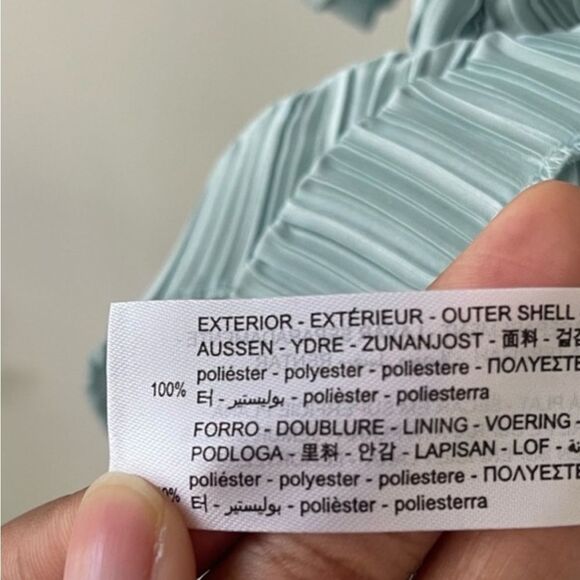 EXTERIOR - EXTÉRIEUR - OUTER SHELL
AUSSEN - YDRE - ZUNANJOST - 面料 - 겉감
poliéster - polyester - poliestere - ΠΟΛΥΕΣΤΕ
100% 터 - بوليستير - polièster - poliesterra
FORRO - DOUBLURE - LINING - VOERING -
PODLOGA - 里料 - 안감 - LAPISAN - LOF -
poliéster - polyester - poliestere - ΠΟΛΥΕΣΤΕ
% 터 - بوليستير - polièster - poliesterra